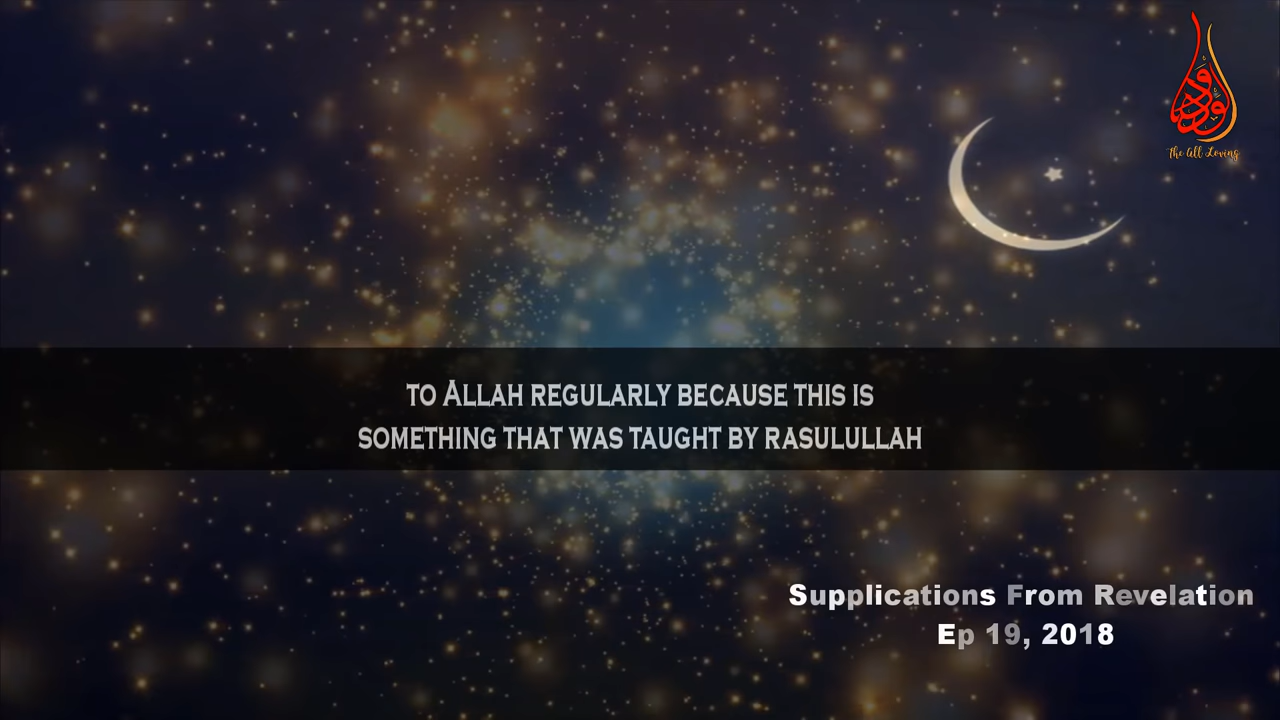 الودود
The All Loving
TO ALLAH REGULARLY BECAUSE THIS IS
SOMETHING THAT WAS TAUGHT BY RASULULLAH
Supplications From Revelation
Ep 19, 2018